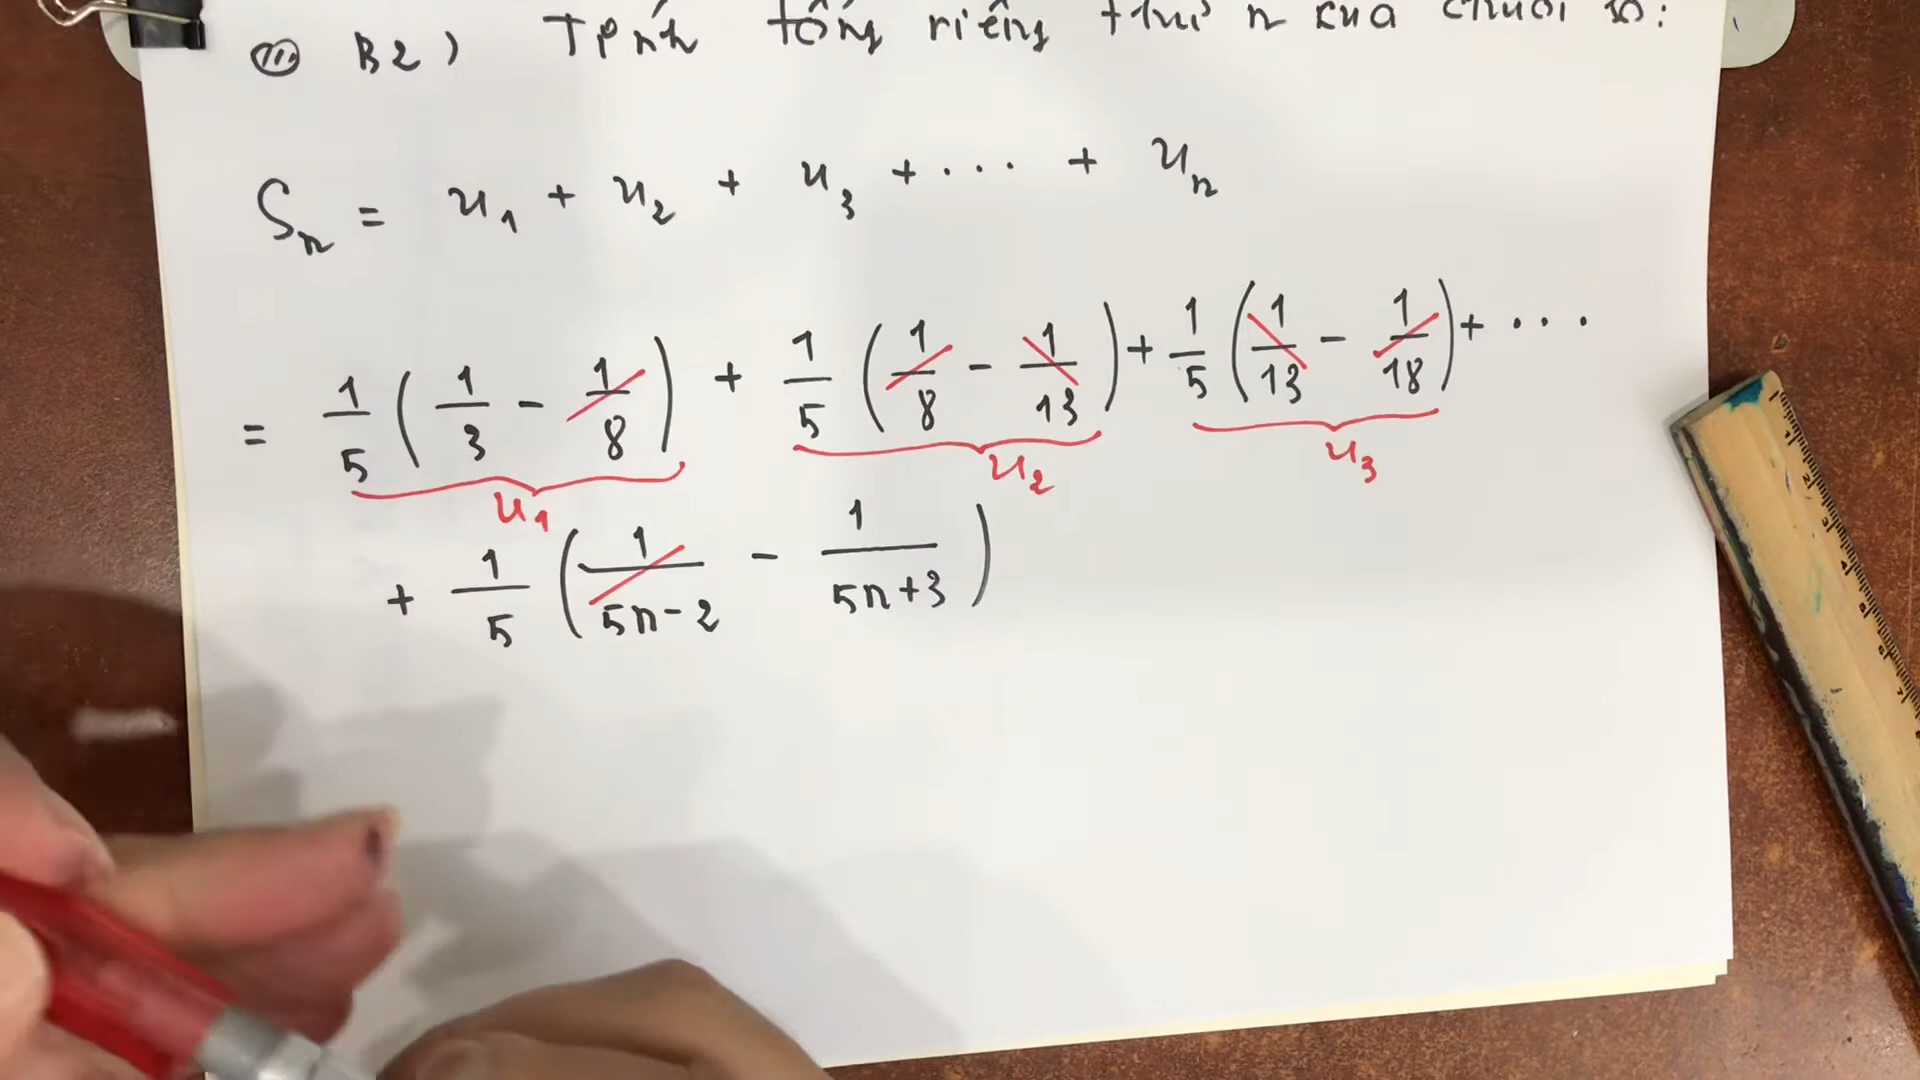 B2) Tính tổng riêng thứ n của chuỗi số:
Sₙ = u₁ + u₂ + u₃ + ... + uₙ
= 1/5 (1/3 - 1/8) + 1/5 (1/8 - 1/13) + 1/5 (1/13 - 1/18) + ...
u₁ u₂ u₃
+ 1/5 (1/(5n-2) - 1/(5n+3))